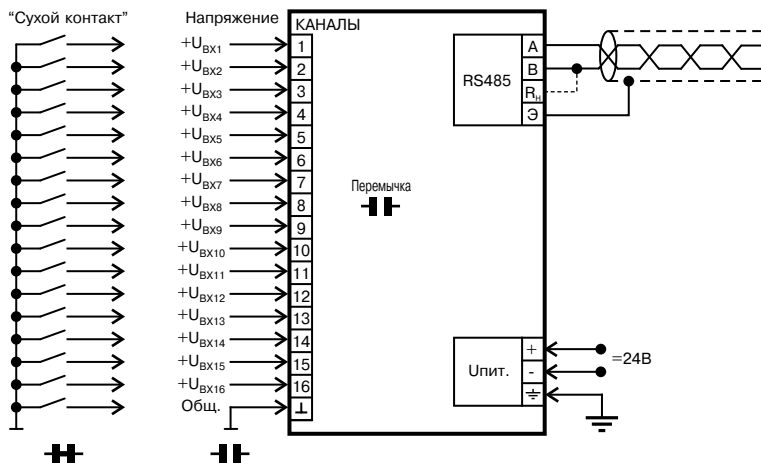 “Сухой контакт”
Напряжение
КАНАЛЫ
+UВХ1 1
+UВХ2 2
+UВХ3 3
+UВХ4 4
+UВХ5 5
+UВХ6 6
+UВХ7 7
+UВХ8 8
+UВХ9 9
+UВХ10 10
+UВХ11 11
+UВХ12 12
+UВХ13 13
+UВХ14 14
+UВХ15 15
+UВХ16 16
Общ. ⊥
Перемычка
RS485
A
B
RН
Э
Uпит.
+
-
=24В